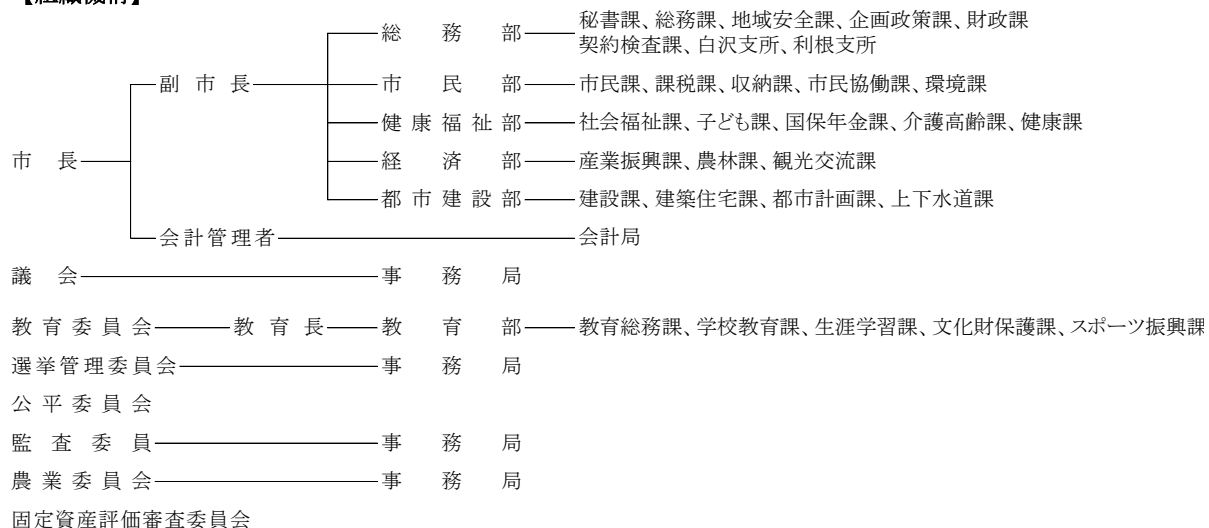 【組織機構】
総務部 秘書課、総務課、地域安全課、企画政策課、財政課
契約検査課、白沢支所、利根支所
副市長 市民部 市民課、課税課、収納課、市民協働課、環境課
健康福祉部 社会福祉課、子ども課、国保年金課、介護高齢課、健康課
市長 経済部 産業振興課、農林課、観光交流課
都市建設部 建設課、建築住宅課、都市計画課、上下水道課
会計管理者 会計局
議会 事務局
教育委員会 教育長 教育部 教育総務課、学校教育課、生涯学習課、文化財保護課、スポーツ振興課
選挙管理委員会 事務局
公平委員会
監査委員 事務局
農業委員会 事務局
固定資産評価審査委員会